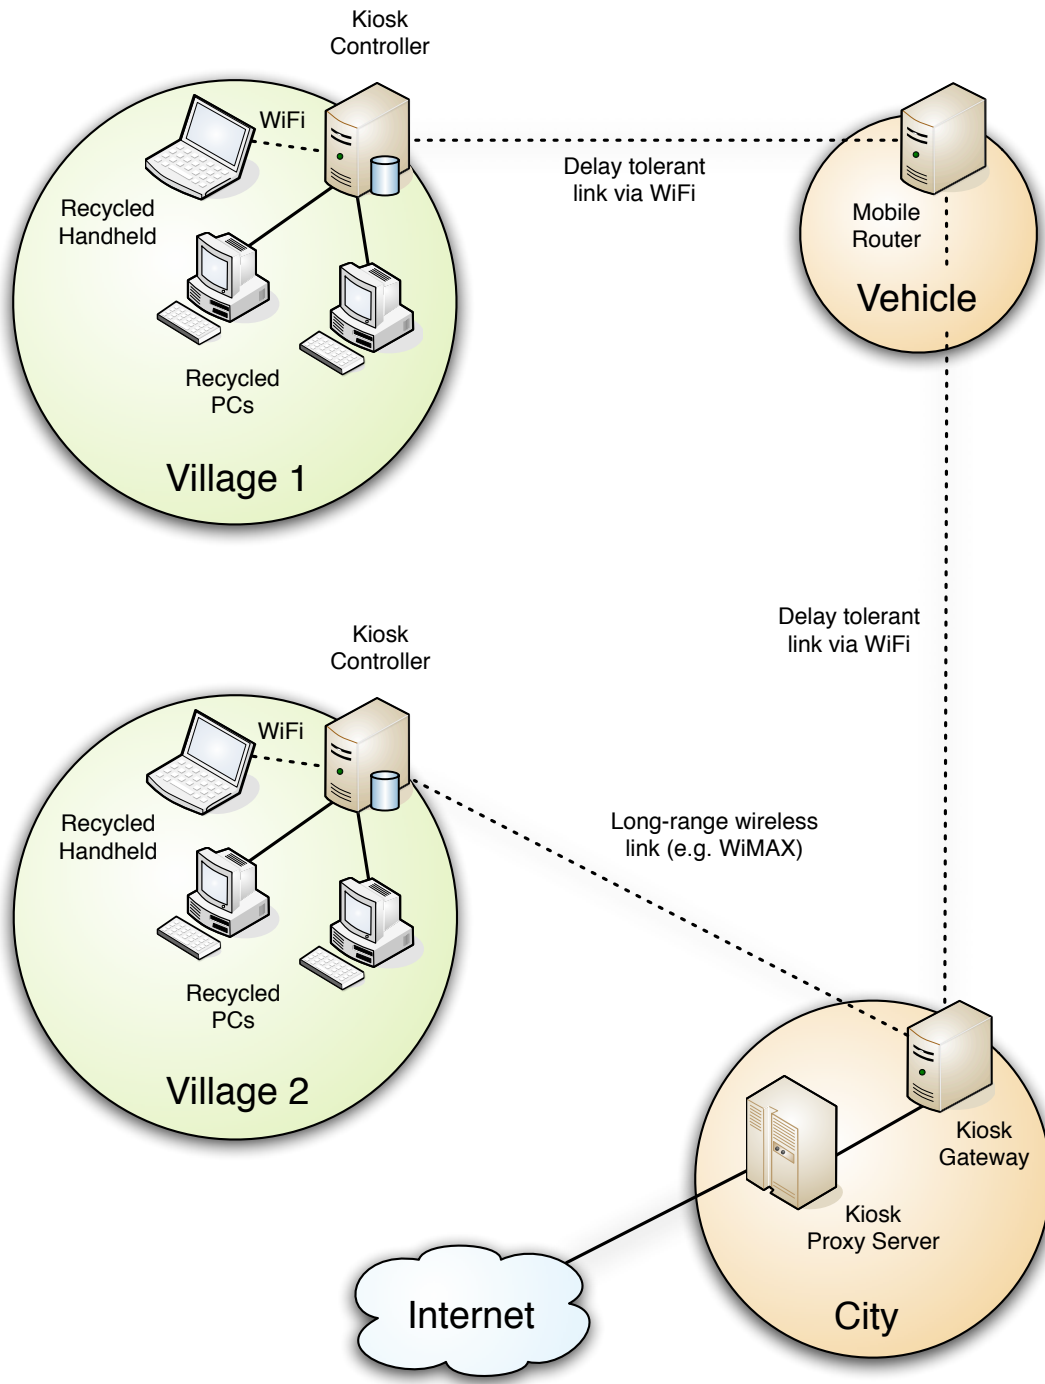 Kiosk
Controller
WiFi
Recycled
Handheld
Recycled
PCs
Village 1
Delay tolerant
link via WiFi
Mobile
Router
Vehicle
Delay tolerant
link via WiFi
Kiosk
Controller
WiFi
Recycled
Handheld
Recycled
PCs
Village 2
Long-range wireless
link (e.g. WiMAX)
Kiosk
Gateway
Kiosk
Proxy Server
City
Internet